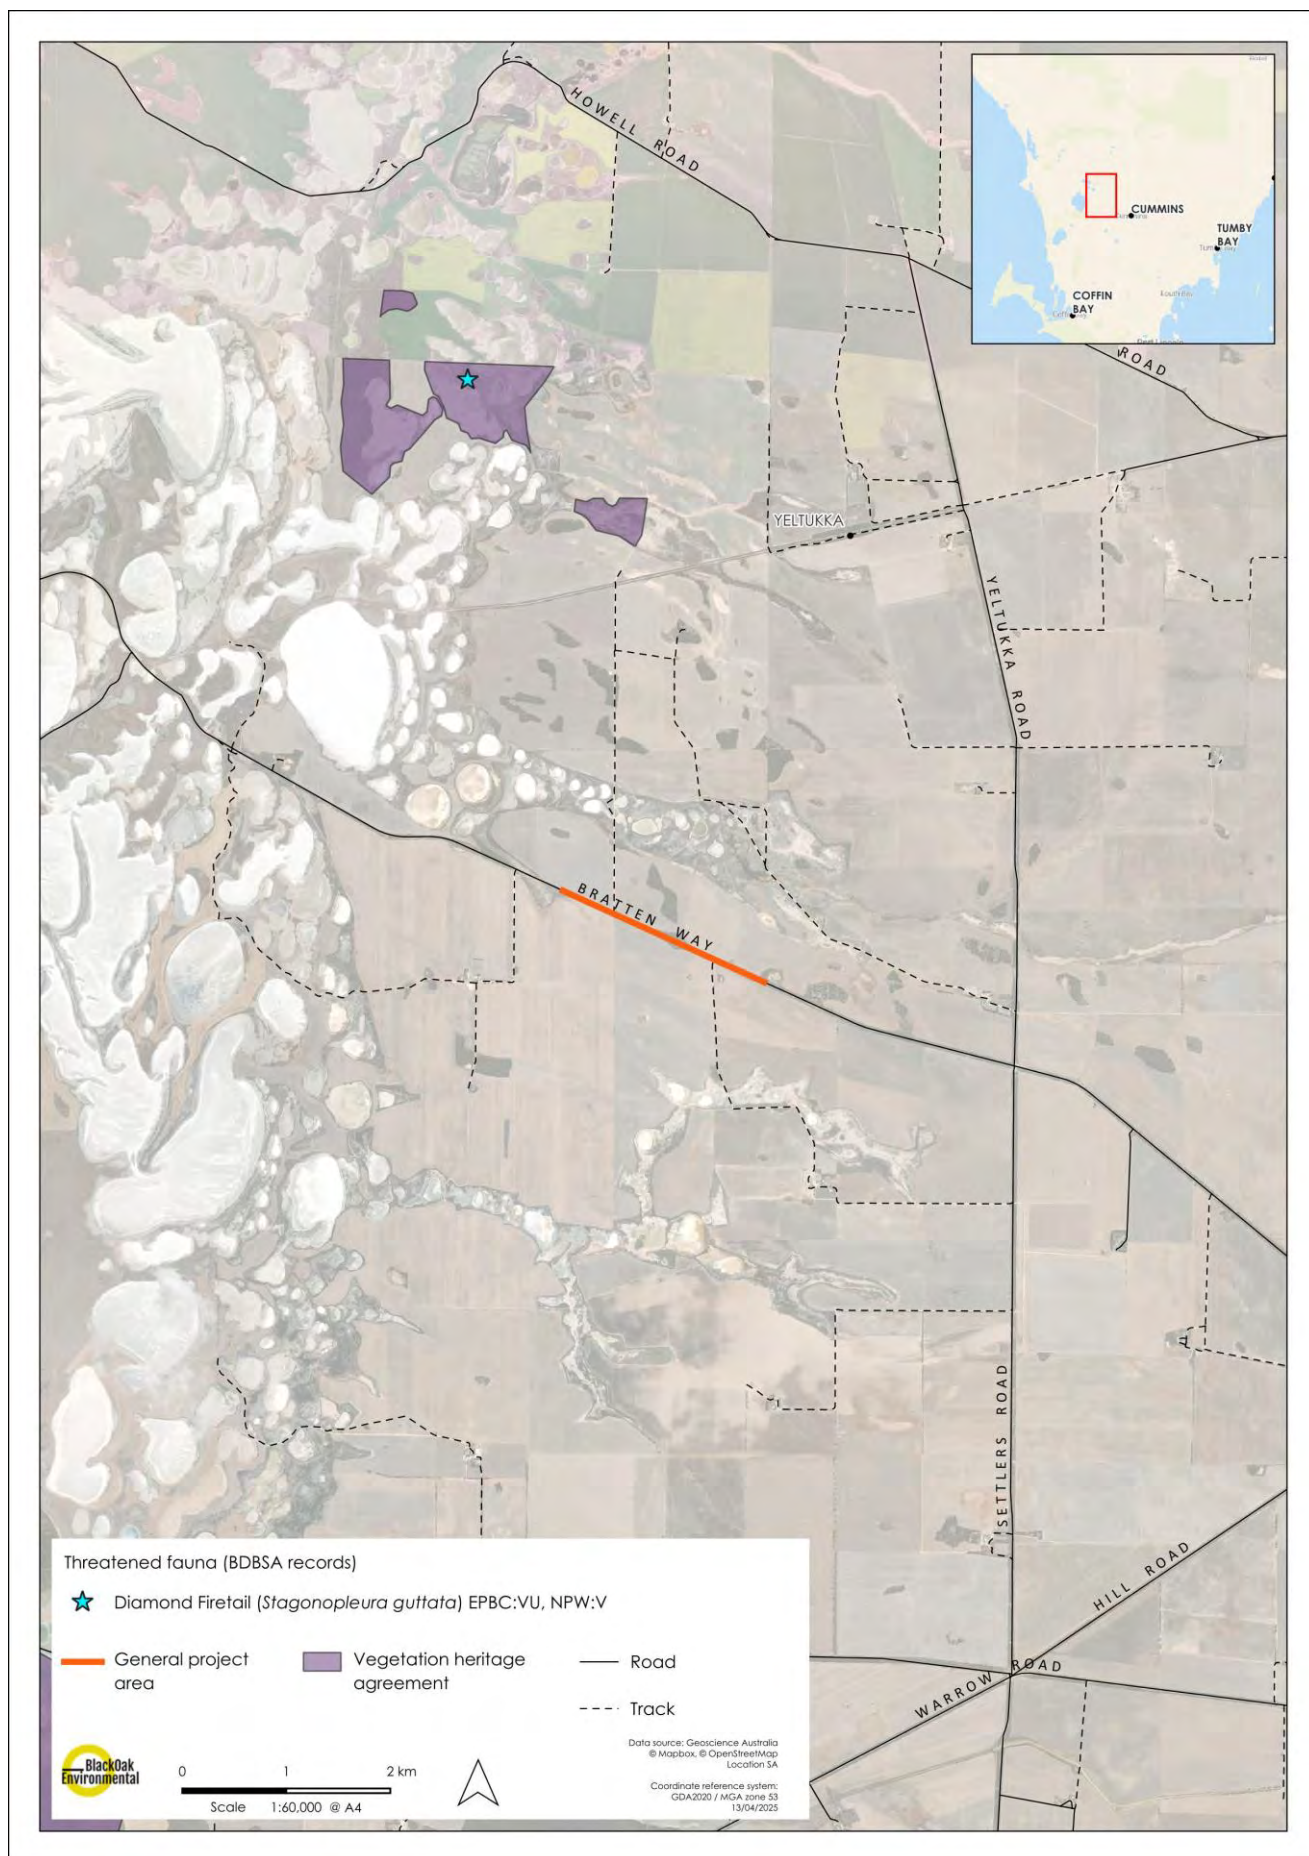 HOWELL ROAD
CUMMINS
TUMBY
BAY
COFFIN
BAY
ROAD
YELTUKKA
YELTUKKA ROAD
BRATTEN WAY
SETTLERS ROAD
HILL ROAD
WARROW ROAD
Threatened fauna (BDBSA records)
Diamond Firetail (Stagonopleura guttata) EPBC:VU, NPW:V
General project
area
Vegetation heritage
agreement
Road
Track
BlackOak
Environmental
0 1 2 km
Scale 1:60,000 @ A4
Data source: Geoscience Australia
© Mapbox, © OpenStreetMap
Location SA
Coordinate reference system:
GDA2020 / MGA zone 53
13/04/2025